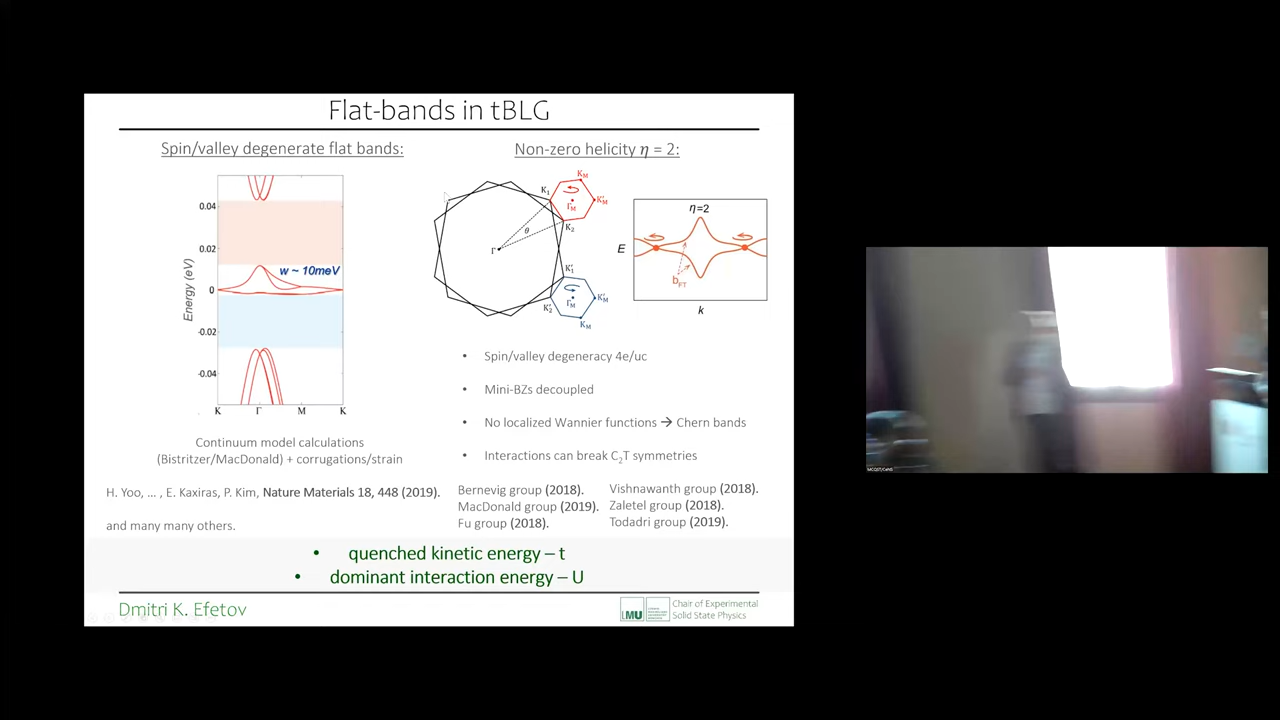 Flat-bands in tBLG
Spin/valley degenerate flat bands:
0.04
0.02
0
-0.02
-0.04
Energy (eV)
w ~ 10meV
K Γ M K
Continuum model calculations
(Bistritzer/MacDonald) + corrugations/strain
H. Yoo, … , E. Kaxiras, P. Kim, Nature Materials 18, 448 (2019).
and many many others.
Non-zero helicity η = 2:
K₁
K₂
θ
Γ
K_M
K'_M
Γ_M
K₁'
K₂'
Γ_M
K'_M
K_M
η=2
E
b_FT
k
• Spin/valley degeneracy 4e/uc
• Mini-BZs decoupled
• No localized Wannier functions → Chern bands
• Interactions can break C₂T symmetries
Bernevig group (2018).
MacDonald group (2019).
Fu group (2018).
Vishnawanth group (2018).
Zaletel group (2018).
Todadri group (2019).
• quenched kinetic energy – t
• dominant interaction energy – U
Dmitri K. Efetov
LMU
Chair of Experimental
Solid State Physics